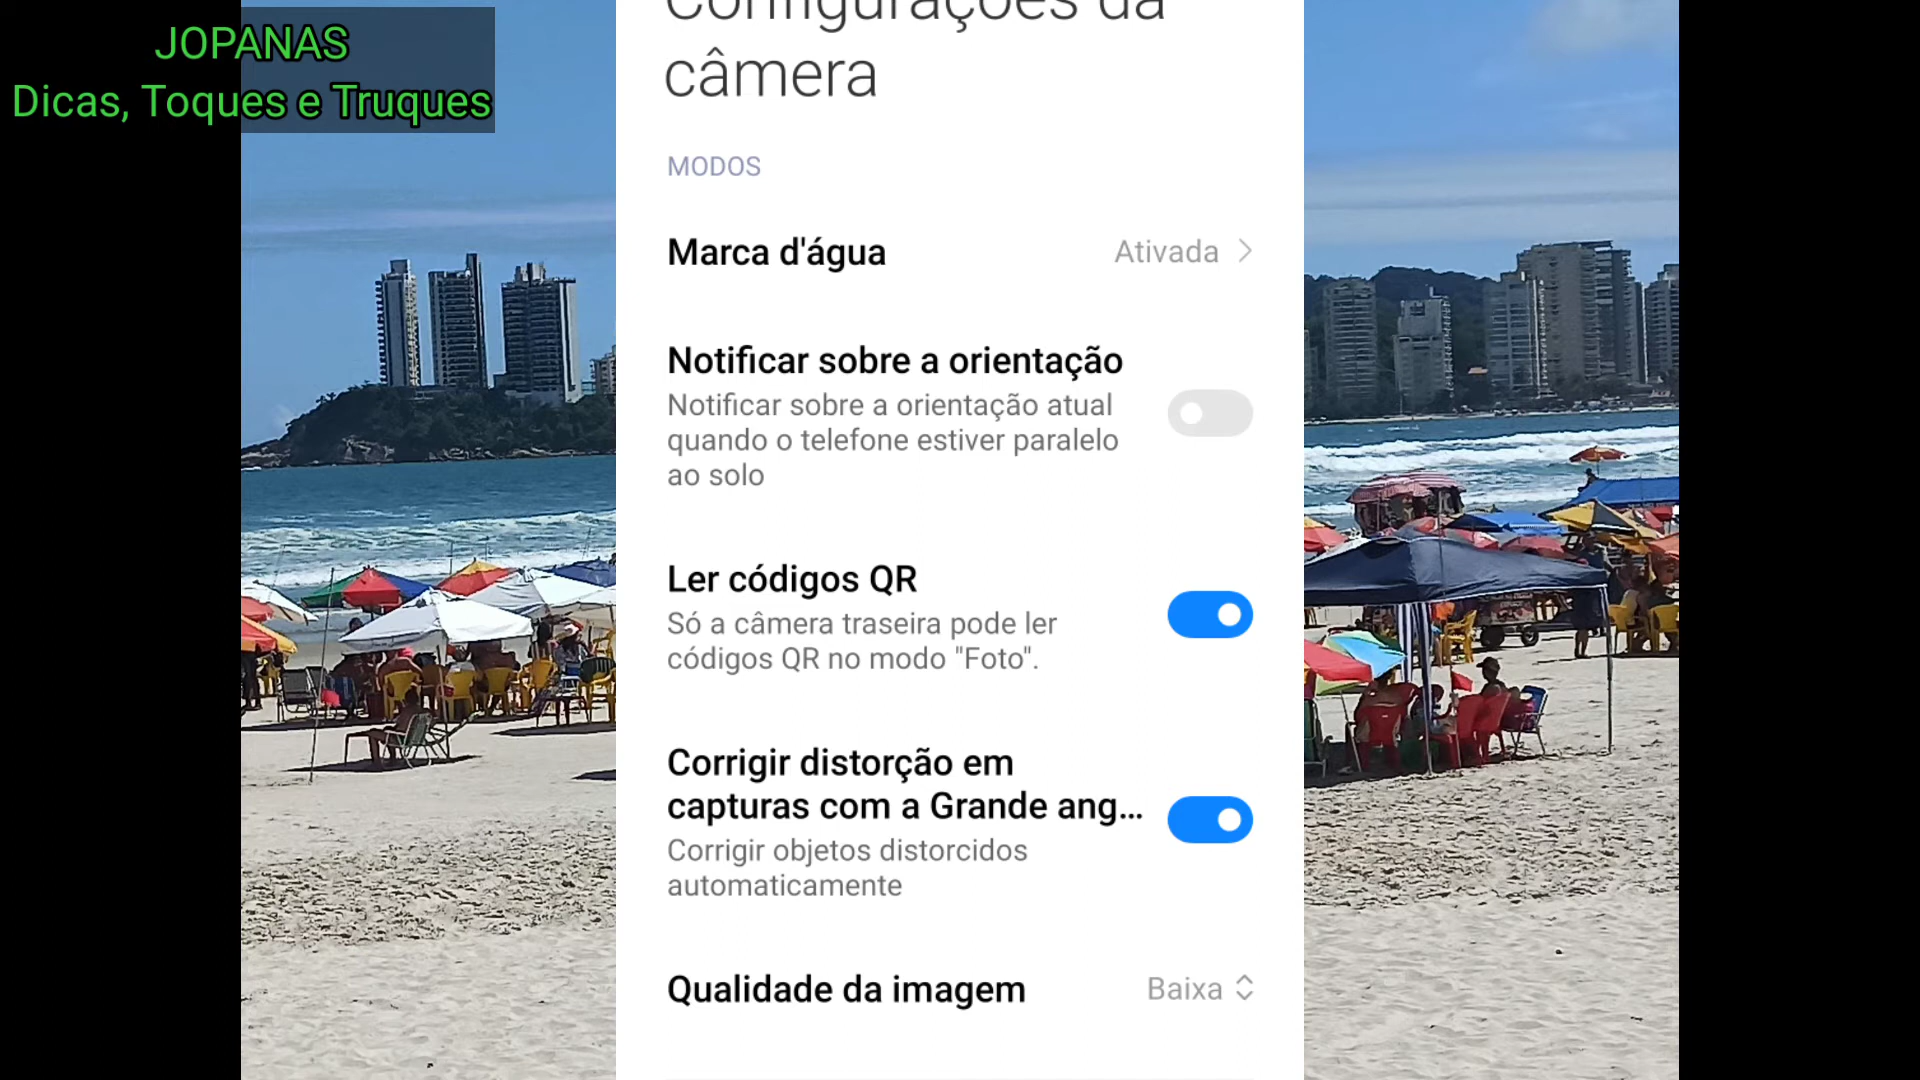 JOPANAS
Dicas, Toques e Truques
Configurações da
câmera
MODOS
Marca d'água
Ativada
Notificar sobre a orientação
Notificar sobre a orientação atual
quando o telefone estiver paralelo
ao solo
Ler códigos QR
Só a câmera traseira pode ler
códigos QR no modo "Foto".
Corrigir distorção em
capturas com a Grande ang...
Corrigir objetos distorcidos
automaticamente
Qualidade da imagem
Baixa